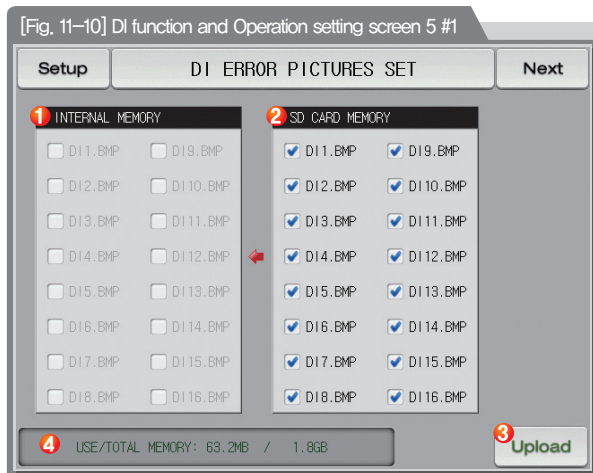 [Fig. 11-10] DI function and Operation setting screen 5 #1
Setup DI ERROR PICTURES SET Next
1 INTERNAL MEMORY 2 SD CARD MEMORY
DI1.BMP DI9.BMP DI1.BMP DI9.BMP
DI2.BMP DI10.BMP DI2.BMP DI10.BMP
DI3.BMP DI11.BMP DI3.BMP DI11.BMP
DI4.BMP DI12.BMP DI4.BMP DI12.BMP
DI5.BMP DI13.BMP DI5.BMP DI13.BMP
DI6.BMP DI14.BMP DI6.BMP DI14.BMP
DI7.BMP DI15.BMP DI7.BMP DI15.BMP
DI8.BMP DI16.BMP DI8.BMP DI16.BMP
4 USE/TOTAL MEMORY: 63.2MB / 1.8GB 3 Upload